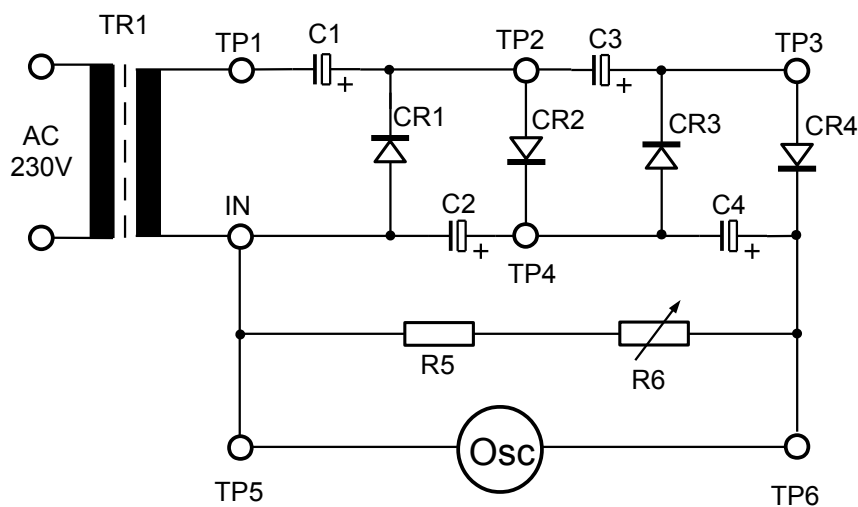 TR1
TP1
C1
TP2
C3
TP3
+
+
AC
230V
CR1
CR2
CR3
CR4
IN
C2
C4
+
+
TP4
R5
R6
Osc
TP5
TP6